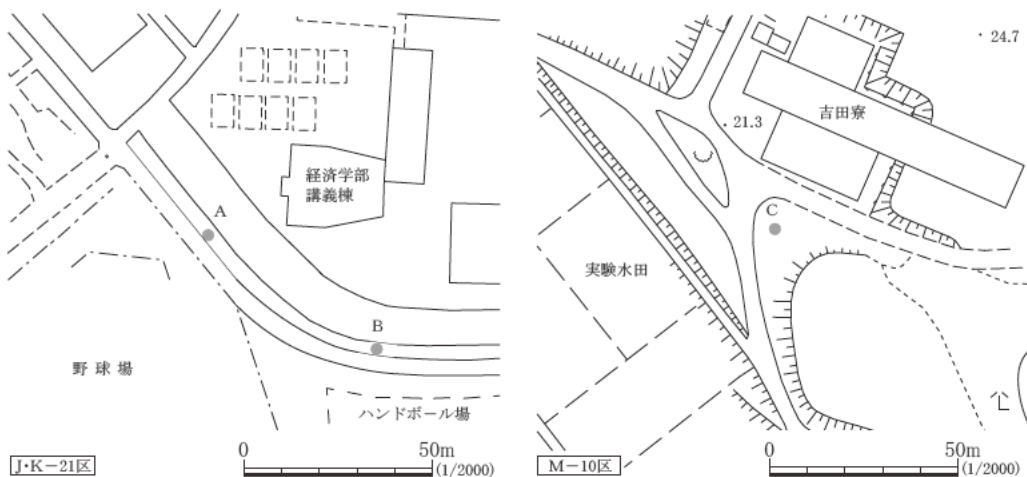 経済学部
講義棟
A
B
野球場
ハンドボール場
J・K－21区
0
50m
(1/2000)
24.7
吉田寮
21.3
C
実験水田
M－10区
0
50m
(1/2000)